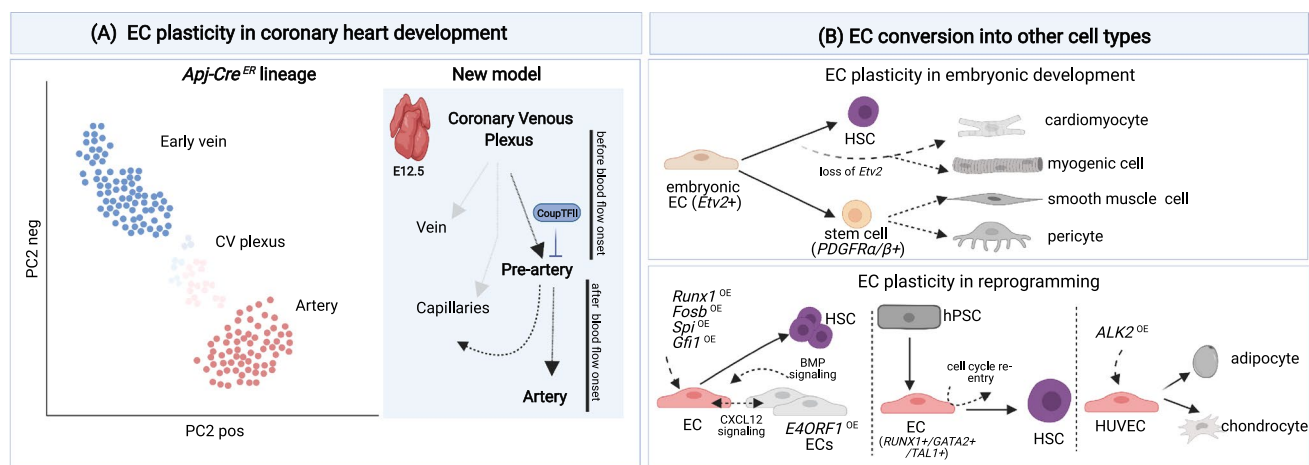 (A) EC plasticity in coronary heart development
Apj-Cre ER lineage
PC2 neg
Early vein
CV plexus
Artery
PC2 pos
New model
E12.5
Coronary Venous
Plexus
before blood flow onset
CoupTFII
Vein
Pre-artery
Capillaries
after blood flow onset
Artery
(B) EC conversion into other cell types
EC plasticity in embryonic development
embryonic
EC (Etv2+)
HSC
loss of Etv2
cardiomyocyte
myogenic cell
stem cell
(PDGFRα/β+)
smooth muscle cell
pericyte
EC plasticity in reprogramming
Runx1 OE
Fosb OE
Spi OE
Gfi1 OE
HSC
BMP
signaling
EC
CXCL12
signaling
E4ORF1 OE
ECs
hPSC
cell cycle re-
entry
EC
(RUNX1+/GATA2+
/TAL1+)
HSC
ALK2 OE
HUVEC
adipocyte
chondrocyte